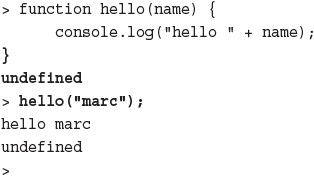 > function hello(name) {
      console.log("hello " + name);
}
undefined
> hello("marc");
hello marc
undefined
>